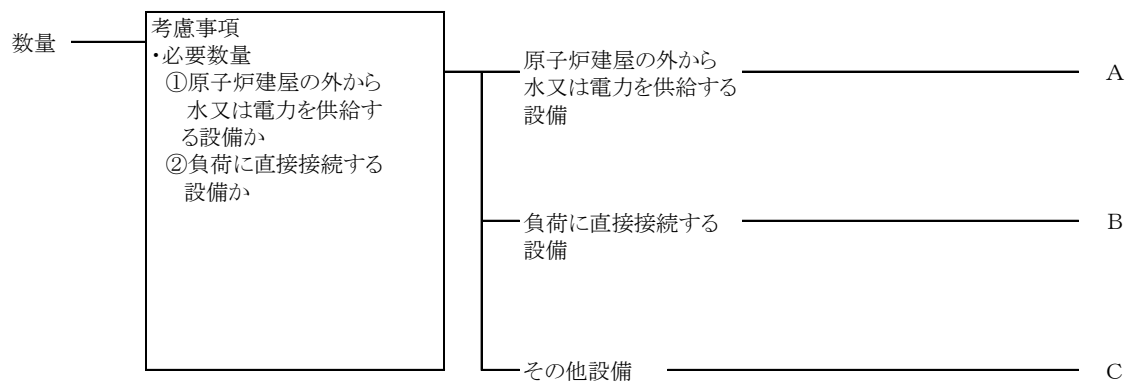 数量
考慮事項
・必要数量
①原子炉建屋の外から
水又は電力を供給す
る設備か
②負荷に直接接続する
設備か
原子炉建屋の外から
水又は電力を供給する
設備
A
負荷に直接接続する
設備
B
その他設備
C